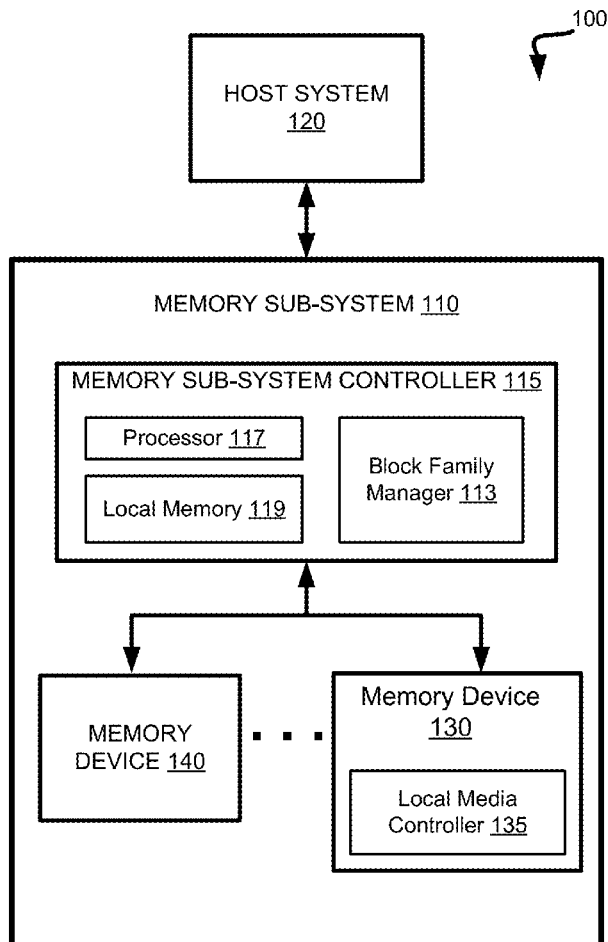 100
HOST SYSTEM
120
MEMORY SUB-SYSTEM 110
MEMORY SUB-SYSTEM CONTROLLER 115
Processor 117
Local Memory 119
Block Family
Manager 113
MEMORY
DEVICE 140
Memory Device
130
Local Media
Controller 135